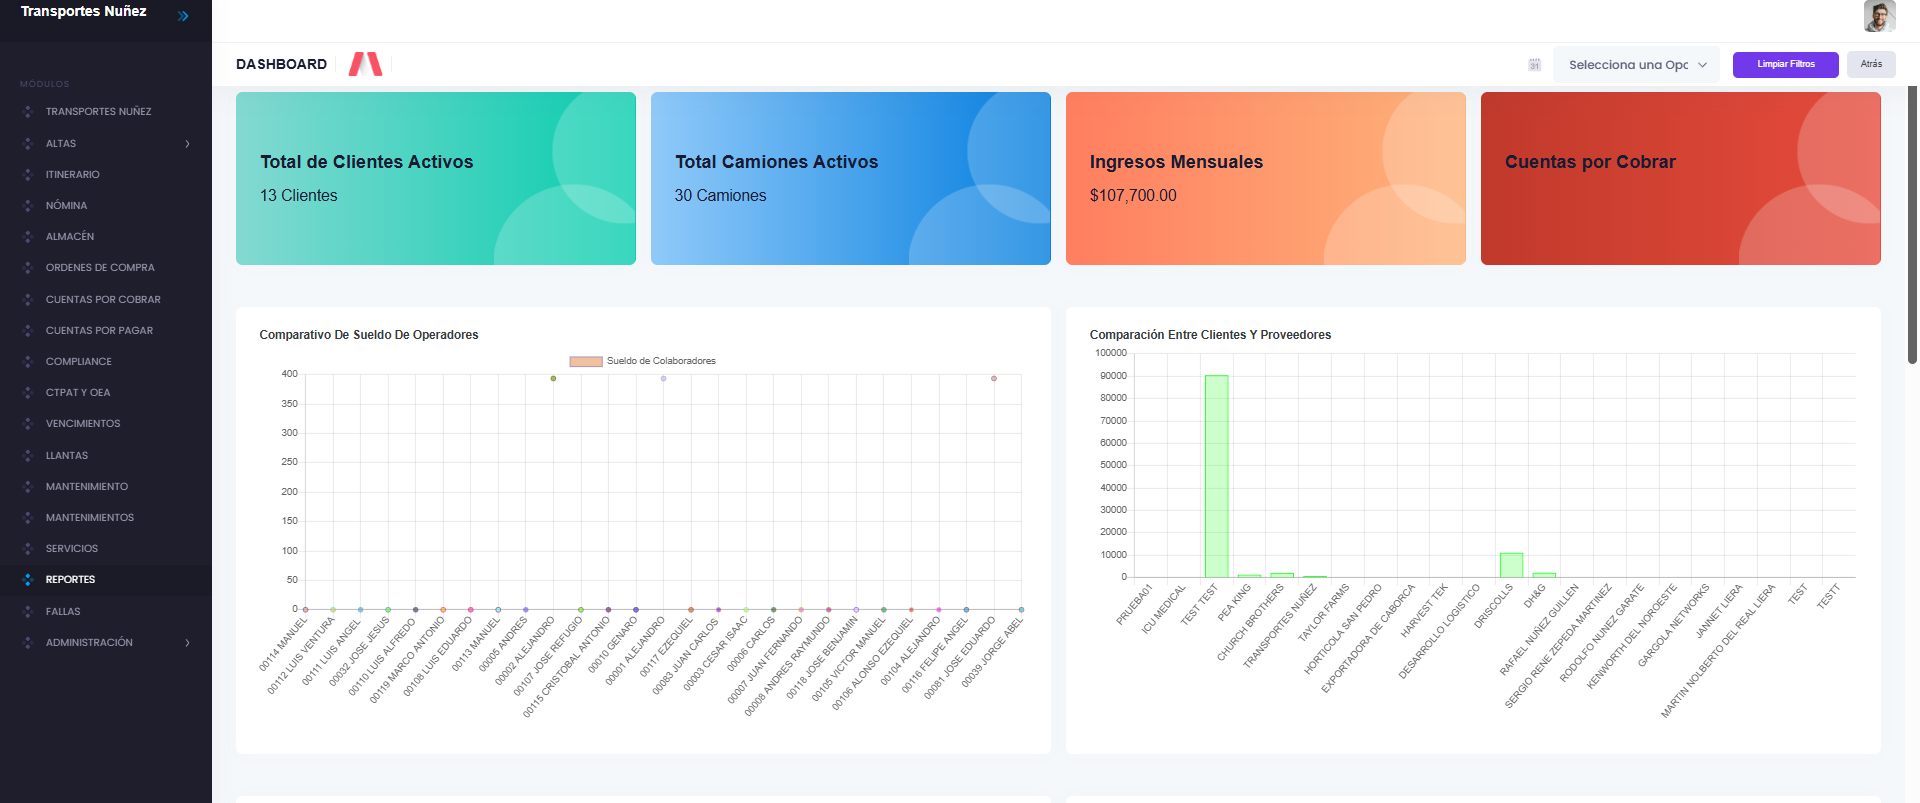 Transportes Nuñez
MÓDULOS
TRANSPORTES NUÑEZ
ALTAS
ITINERARIO
NÓMINA
ALMACÉN
ORDENES DE COMPRA
CUENTAS POR COBRAR
CUENTAS POR PAGAR
COMPLIANCE
CTPAT Y OEA
VENCIMIENTOS
LLANTAS
MANTENIMIENTO
MANTENIMIENTOS
SERVICIOS
REPORTES
FALLAS
ADMINISTRACIÓN
DASHBOARD
31
Selecciona una Opc
Limpiar Filtros
Atrás
Total de Clientes Activos
13 Clientes
Total Camiones Activos
30 Camiones
Ingresos Mensuales
$107,700.00
Cuentas por Cobrar
Comparativo De Sueldo De Operadores
Sueldo de Colaboradores
400
350
300
250
200
150
100
50
0
00114 MANUEL
00112 LUIS VENTURA
00111 LUIS ANGEL
00032 JOSE JESUS
00110 LUIS ALFREDO
00119 MARCO ANTONIO
00108 LUIS EDUARDO
00113 MANUEL
00005 ANDRES
00002 ALEJANDRO
00107 JOSE REFUGIO
00115 CRISTOBAL ANTONIO
00010 GENARO
00001 ALEJANDRO
00117 EZEQUIEL
00083 JUAN CARLOS
00003 CESAR ISAAC
00006 CARLOS
00007 JUAN FERNANDO
00008 ANDRES RAYMUNDO
00118 JOSE BENJAMIN
00105 VICTOR MANUEL
00106 ALONSO EZEQUIEL
00104 ALEJANDRO
00116 FELIPE ANGEL
00081 JOSE EDUARDO
00039 JORGE ABEL
Comparación Entre Clientes Y Proveedores
100000
90000
80000
70000
60000
50000
40000
30000
20000
10000
0
PRUEBA01
ICU MEDICAL
TEST TEST
PEA KING
CHURCH BROTHERS
TRANSPORTES NUÑEZ
TAYLOR FARMS
HORTICOLA SAN PEDRO
EXPORTADORA DE CABORCA
HARVEST TEK
DESARROLLO LOGISTICO
DRISCOLLS
DH&G
RAFAEL NUÑEZ GUILLEN
SERGIO RENE ZEPEDA MARTINEZ
RODOLFO NUNEZ GARATE
KENWORTH DEL NOROESTE
GARGOLA NETWORKS
JANNET LIERA
MARTIN NOLBERTO DEL REAL LIERA
TEST
TESTT